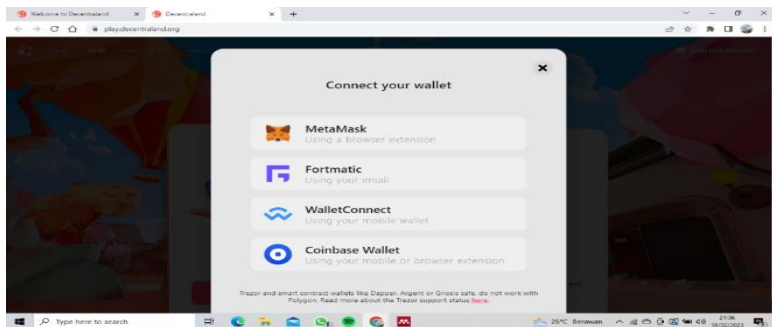 Welcome to Decentraland
Decentraland
play.decentraland.org
PLAY
Connect your wallet
MetaMask
Using a browser extension
Fortmatic
Using your email
WalletConnect
Using your mobile wallet
Coinbase Wallet
Using your mobile or browser extension
Trezor and smart contract wallets like Dapper, Argent or Gnosis safe, do not work with
Polygon. Read more about the Trezor support status here.
Type here to search
26°C Berawan
21:36